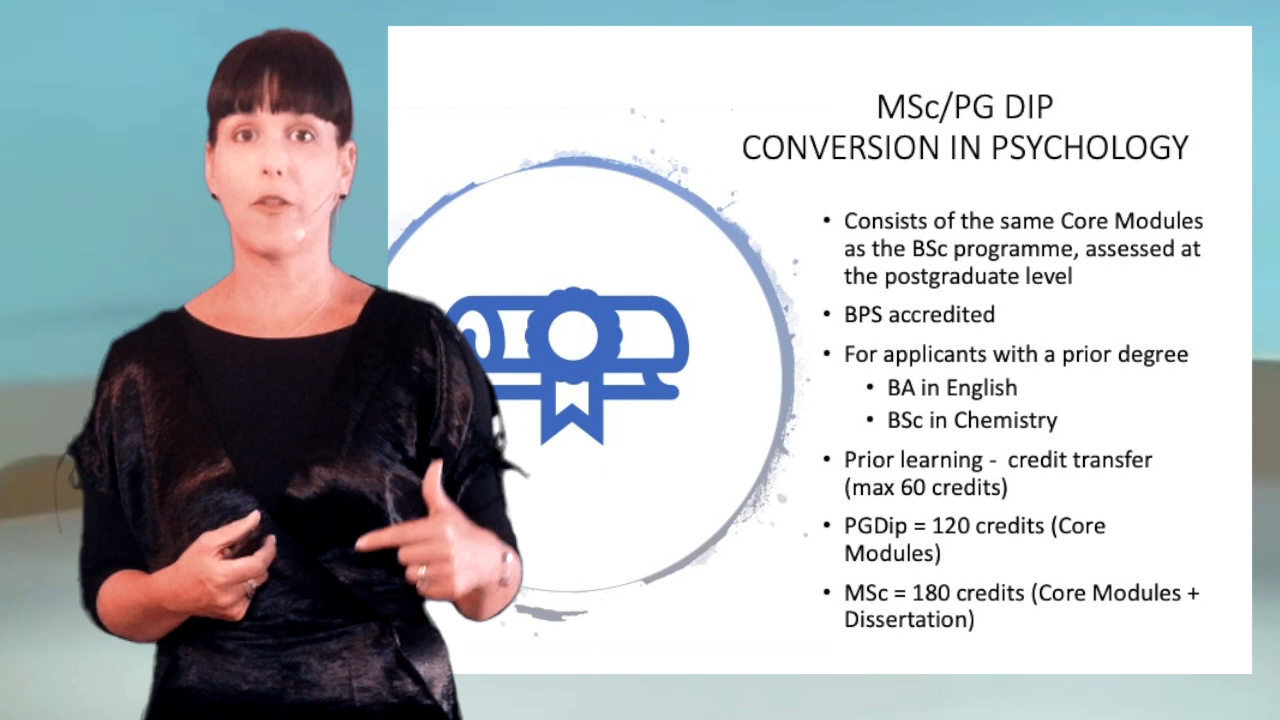 MSc/PG DIP
CONVERSION IN PSYCHOLOGY
• Consists of the same Core Modules
as the BSc programme, assessed at
the postgraduate level
• BPS accredited
• For applicants with a prior degree
• BA in English
• BSc in Chemistry
• Prior learning - credit transfer
(max 60 credits)
• PGDip = 120 credits (Core
Modules)
• MSc = 180 credits (Core Modules +
Dissertation)